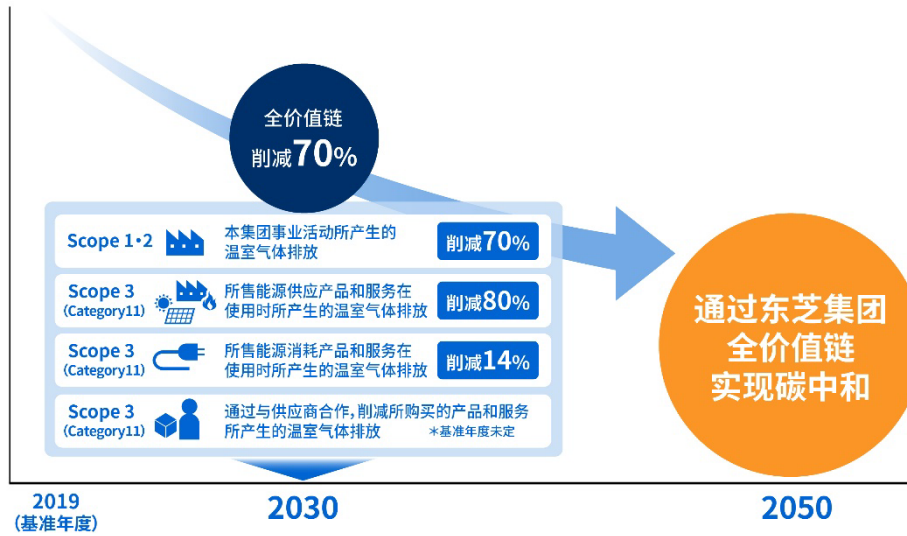 全价值链
削减70%
Scope 1・2
本集团事业活动所产生的
温室气体排放
削减70%
Scope 3
(Category11)
所售能源供应产品和服务在
使用时所产生的温室气体排放
削减80%
Scope 3
(Category11)
所售能源消耗产品和服务在
使用时所产生的温室气体排放
削减14%
Scope 3
(Category11)
通过与供应商合作,削减所购买的产品和服务
所产生的温室气体排放 *基准年度未定
通过东芝集团
全价值链
实现碳中和
2019
(基准年度)
2030
2050